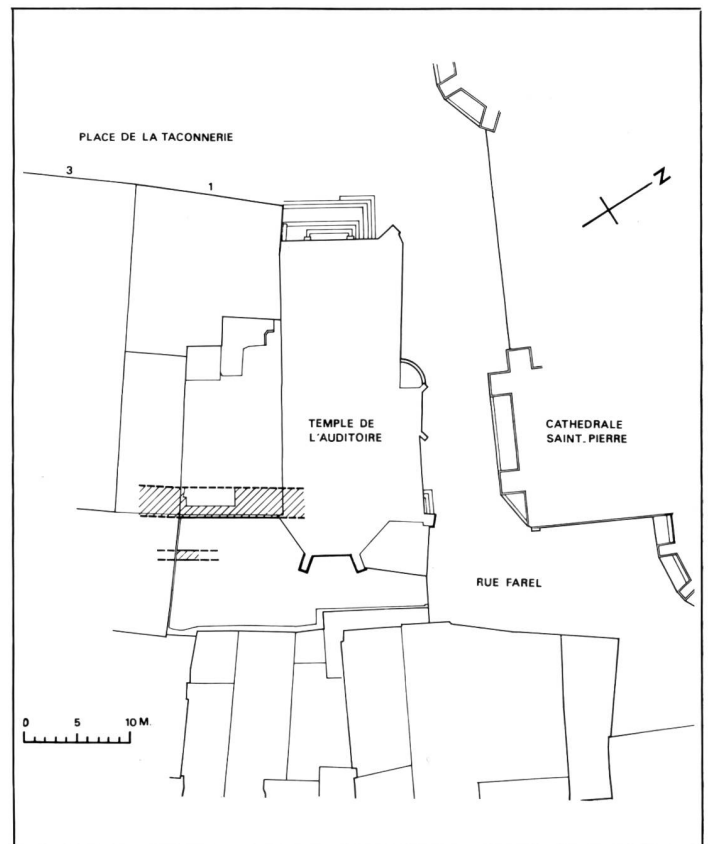 PLACE DE LA TACONNERIE
3
1
N
TEMPLE DE
L'AUDITOIRE
CATHEDRALE
SAINT.PIERRE
RUE FAREL
0 5 10 M.